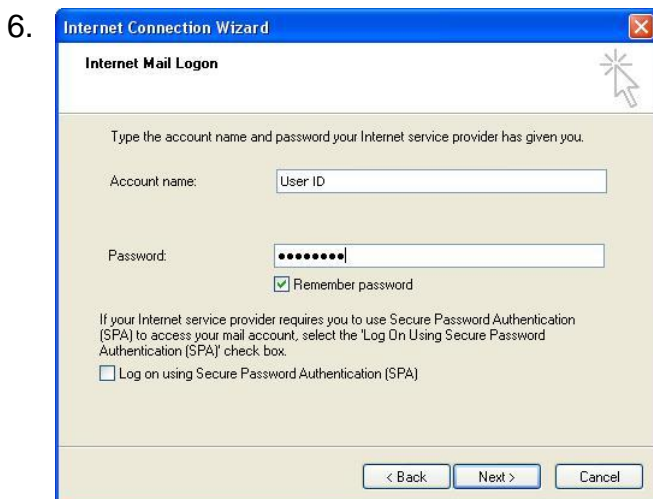 6.
Internet Connection Wizard
Internet Mail Logon
Type the account name and password your Internet service provider has given you.
Account name: User ID
Password: ••••••••
Remember password
If your Internet service provider requires you to use Secure Password Authentication
(SPA) to access your mail account, select the 'Log On Using Secure Password
Authentication (SPA)' check box.
Log on using Secure Password Authentication (SPA)
< Back Next > Cancel